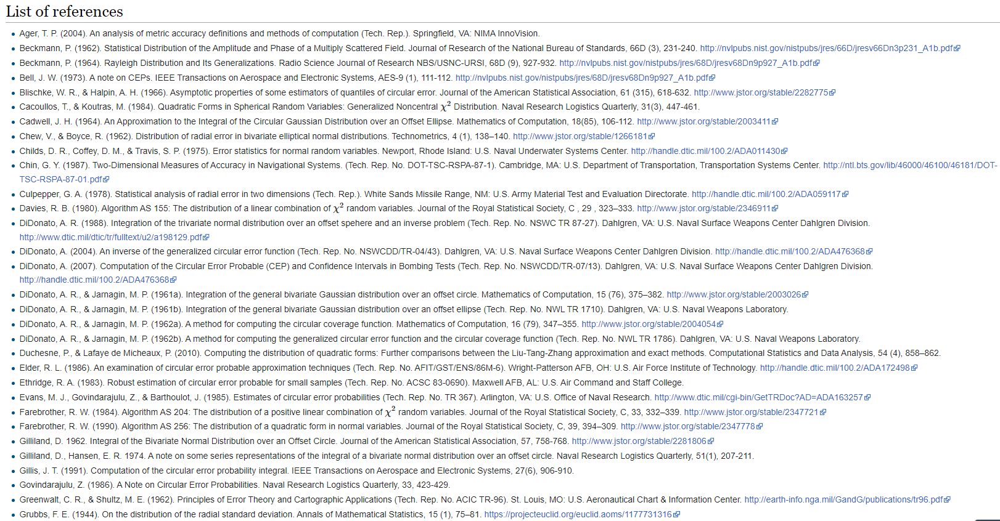 List of references
Ager, T. P. (2004). An analysis of metric accuracy definitions and methods of computation (Tech. Rep.). Springfield, VA: NIMA InnoVision.
Beckmann, P. (1962). Statistical Distribution of the Amplitude and Phase of a Multiply Scattered Field. Journal of Research of the National Bureau of Standards, 66D (3), 231-240. http://nvlpubs.nist.gov/nistpubs/jres/66D/jresv66Dn3p231_A1b.pdf
Beckmann, P. (1964). Rayleigh Distribution and Its Generalizations. Radio Science Journal of Research NBS/USNC-URSI, 68D (9), 927-932. http://nvlpubs.nist.gov/nistpubs/jres/68D/jresv68Dn9p927_A1b.pdf
Bell, J. W. (1973). A note on CEPs. IEEE Transactions on Aerospace and Electronic Systems, AES-9 (1), 111-112. http://nvlpubs.nist.gov/nistpubs/jres/68D/jresv68Dn9p927_A1b.pdf
Blischke, W. R., & Halpin, A. H. (1966). Asymptotic properties of some estimators of quantiles of circular error. Journal of the American Statistical Association, 61 (315), 618-632. http://www.jstor.org/stable/2282775
Cacoullos, T., & Koutras, M. (1984). Quadratic Forms in Spherical Random Variables: Generalized Noncentral χ² Distribution. Naval Research Logistics Quarterly, 31(3), 447-461.
Cadwell, J. H. (1964). An Approximation to the Integral of the Circular Gaussian Distribution over an Offset Ellipse. Mathematics of Computation, 18(85), 106-112. http://www.jstor.org/stable/2003411
Chew, V., & Boyce, R. (1962). Distribution of radial error in bivariate elliptical normal distributions. Technometrics, 4 (1), 138–140. http://www.jstor.org/stable/1266181
Childs, D. R., Coffey, D. M., & Travis, S. P. (1975). Error statistics for normal random variables. Newport, Rhode Island: U.S. Naval Underwater Systems Center. http://handle.dtic.mil/100.2/ADA011430
Chin, G. Y. (1987). Two-Dimensional Measures of Accuracy in Navigational Systems. (Tech. Rep. No. DOT-TSC-RSPA-87-1). Cambridge, MA: U.S. Department of Transportation, Transportation Systems Center. http://ntl.bts.gov/lib/46000/46100/46181/DOT-
TSC-RSPA-87-01.pdf
Culpepper, G. A. (1978). Statistical analysis of radial error in two dimensions (Tech. Rep.). White Sands Missile Range, NM: U.S. Army Material Test and Evaluation Directorate. http://handle.dtic.mil/100.2/ADA059117
Davies, R. B. (1980). Algorithm AS 155: The distribution of a linear combination of χ² random variables. Journal of the Royal Statistical Society, C , 29 , 323–333. http://www.jstor.org/stable/2346911
DiDonato, A. R. (1988). Integration of the trivariate normal distribution over an offset spehere and an inverse problem (Tech. Rep. No. NSWC TR 87-27). Dahlgren, VA: U.S. Naval Surface Weapons Center Dahlgren Division.
http://www.dtic.mil/dtic/tr/fulltext/u2/a198129.pdf
DiDonato, A. (2004). An inverse of the generalized circular error function (Tech. Rep. No. NSWCDD/TR-04/43). Dahlgren, VA: U.S. Naval Surface Weapons Center Dahlgren Division. http://handle.dtic.mil/100.2/ADA476368
DiDonato, A. (2007). Computation of the Circular Error Probable (CEP) and Confidence Intervals in Bombing Tests (Tech. Rep. No. NSWCDD/TR-07/13). Dahlgren, VA: U.S. Naval Surface Weapons Center Dahlgren Division.
http://handle.dtic.mil/100.2/ADA476368
DiDonato, A. R., & Jarnagin, M. P. (1961a). Integration of the general bivariate Gaussian distribution over an offset circle. Mathematics of Computation, 15 (76), 375–382. http://www.jstor.org/stable/2003026
DiDonato, A. R., & Jarnagin, M. P. (1961b). Integration of the general bivariate Gaussian distribution over an offset ellipse (Tech. Rep. No. NWL TR 1710). Dahlgren, VA: U.S. Naval Weapons Laboratory.
DiDonato, A. R., & Jarnagin, M. P. (1962a). A method for computing the circular coverage function. Mathematics of Computation, 16 (79), 347–355. http://www.jstor.org/stable/2004054
DiDonato, A. R., & Jarnagin, M. P. (1962b). A method for computing the generalized circular error function and the circular coverage function (Tech. Rep. No. NWL TR 1786). Dahlgren, VA: U.S. Naval Weapons Laboratory.
Duchesne, P., & Lafaye de Micheaux, P. (2010). Computing the distribution of quadratic forms: Further comparisons between the Liu-Tang-Zhang approximation and exact methods. Computational Statistics and Data Analysis, 54 (4), 858–862.
Elder, R. L. (1986). An examination of circular error probable approximation techniques (Tech. Rep. No. AFIT/GST/ENS/86M-6). Wright-Patterson AFB, OH: U.S. Air Force Institute of Technology. http://handle.dtic.mil/100.2/ADA172498
Ethridge, R. A. (1983). Robust estimation of circular error probable for small samples (Tech. Rep. No. ACSC 83-0690). Maxwell AFB, AL: U.S. Air Command and Staff College.
Evans, M. J., Govindarajulu, Z., & Barthoulot, J. (1985). Estimates of circular error probabilities (Tech. Rep. No. TR 367). Arlington, VA: U.S. Office of Naval Research. http://www.dtic.mil/cgi-bin/GetTRDoc?AD=ADA163257
Farebrother, R. W. (1984). Algorithm AS 204: The distribution of a positive linear combination of χ² random variables. Journal of the Royal Statistical Society, C, 33, 332–339. http://www.jstor.org/stable/2347721
Farebrother, R. W. (1990). Algorithm AS 256: The distribution of a quadratic form in normal variables. Journal of the Royal Statistical Society, C, 39, 394–309. http://www.jstor.org/stable/2347778
Gilliland, D. 1962. Integral of the Bivariate Normal Distribution over an Offset Circle. Journal of the American Statistical Association, 57, 758-768. http://www.jstor.org/stable/2281806
Gilliland, D., Hansen, E. R. 1974. A note on some series representations of the integral of a bivariate normal distribution over an offset circle. Naval Research Logistics Quarterly, 51(1), 207-211.
Gillis, J. T. (1991). Computation of the circular error probability integral. IEEE Transactions on Aerospace and Electronic Systems, 27(6), 906-910.
Govindarajulu, Z. (1986). A Note on Circular Error Probabilities. Naval Research Logistics Quarterly, 33, 423-429.
Greenwalt, C. R., & Shultz, M. E. (1962). Principles of Error Theory and Cartographic Applications (Tech. Rep. No. ACIC TR-96). St. Louis, MO: U.S. Aeronautical Chart & Information Center. http://earth-info.nga.mil/GandG/publications/tr96.pdf
Grubbs, F. E. (1944). On the distribution of the radial standard deviation. Annals of Mathematical Statistics, 15 (1), 75–81. https://projecteuclid.org/euclid.aoms/1177731316